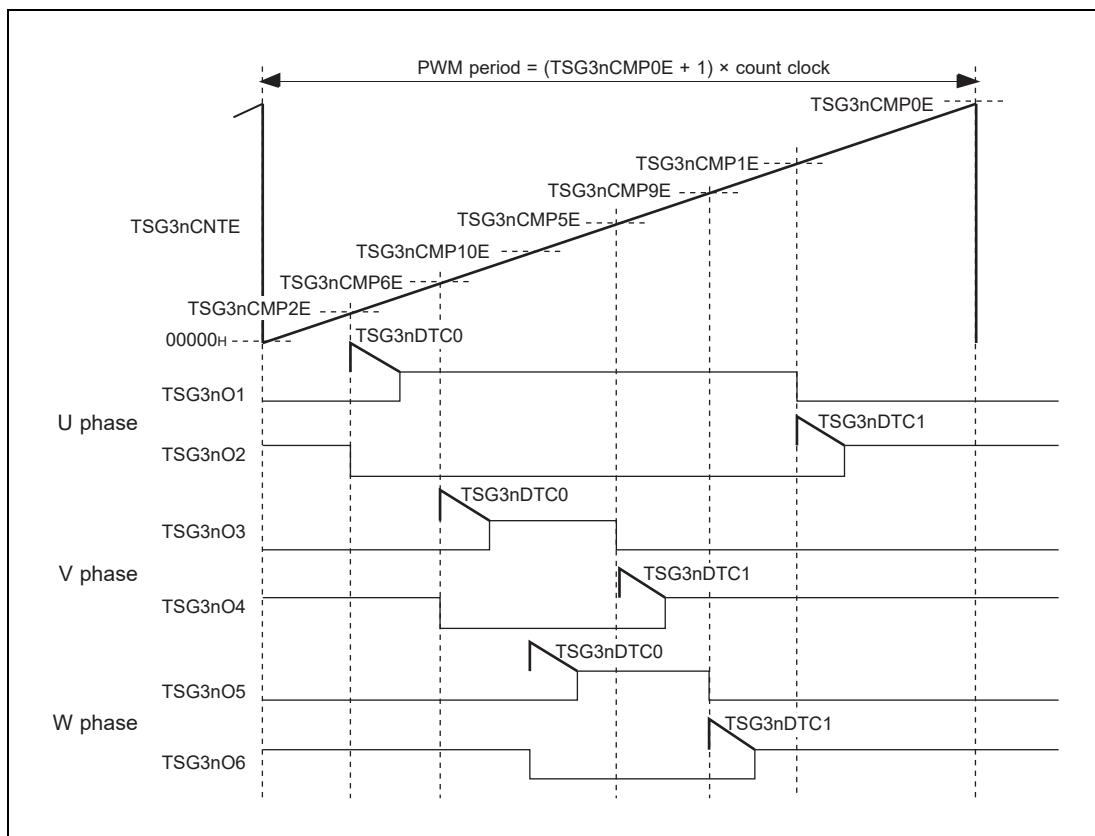 PWM period = (TSG3nCMP0E + 1) × count clock
TSG3nCMP0E
TSG3nCMP1E
TSG3nCMP9E
TSG3nCNTE
TSG3nCMP5E
TSG3nCMP10E
TSG3nCMP6E
TSG3nCMP2E
00000H
TSG3nDTC0
TSG3nO1
U phase
TSG3nDTC1
TSG3nO2
TSG3nDTC0
TSG3nO3
V phase
TSG3nDTC1
TSG3nO4
TSG3nDTC0
TSG3nO5
W phase
TSG3nDTC1
TSG3nO6